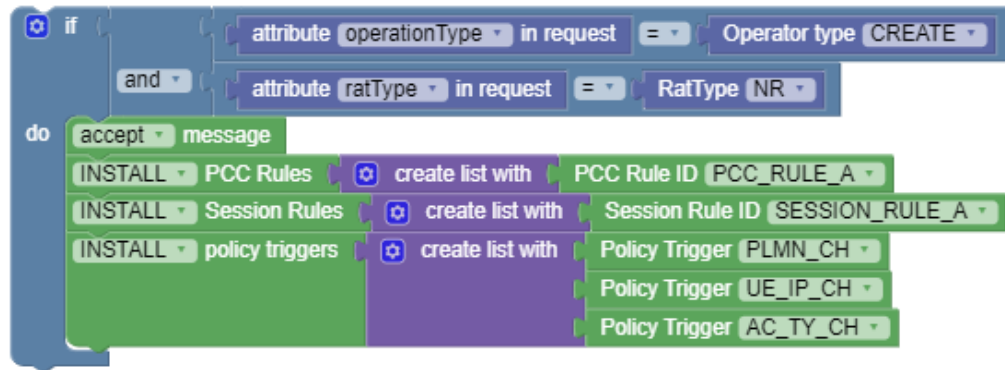 if attribute operationType in request = Operator type CREATE
and attribute ratType in request = RatType NR
do accept message
INSTALL PCC Rules create list with PCC Rule ID PCC_RULE_A
INSTALL Session Rules create list with Session Rule ID SESSION_RULE_A
INSTALL policy triggers create list with Policy Trigger PLMN_CH
Policy Trigger UE_IP_CH
Policy Trigger AC_TY_CH